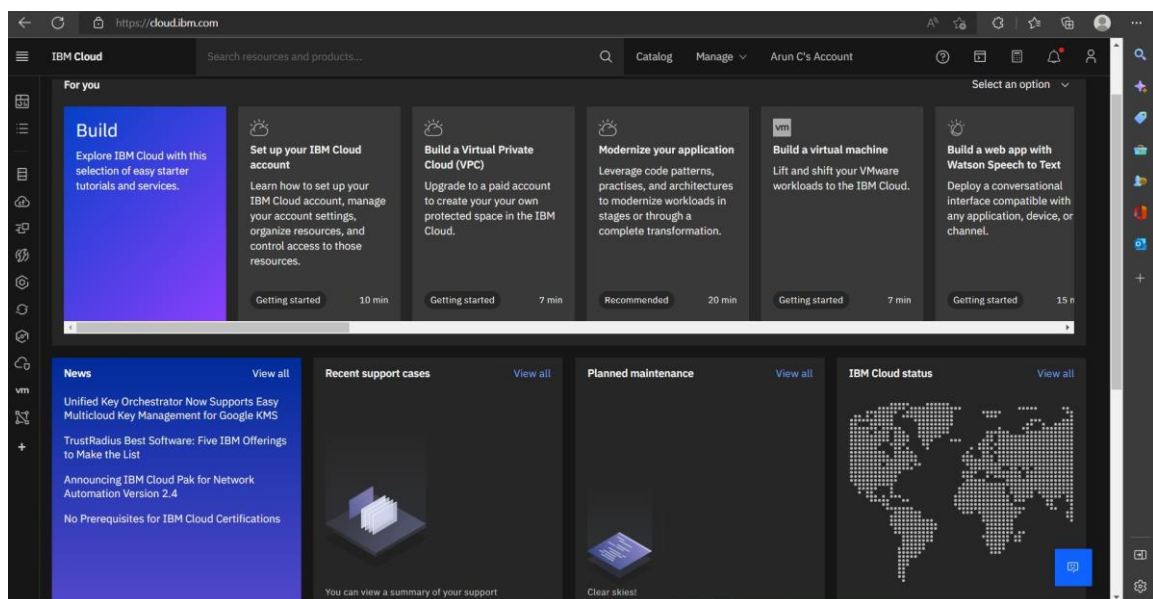 https://cloud.ibm.com
IBM Cloud
Search resources and products...
Catalog
Manage
Arun C's Account
For you
Select an option
Build
Explore IBM Cloud with this
selection of easy starter
tutorials and services.
Set up your IBM Cloud
account
Learn how to set up your
IBM Cloud account, manage
your account settings,
organize resources, and
control access to those
resources.
Getting started
10 min
Build a Virtual Private
Cloud (VPC)
Upgrade to a paid account
to create your your own
protected space in the IBM
Cloud.
Getting started
7 min
Modernize your application
Leverage code patterns,
practises, and architectures
to modernize workloads in
stages or through a
complete transformation.
Recommended
20 min
vm
Build a virtual machine
Lift and shift your VMware
workloads to the IBM Cloud.
Getting started
7 min
Build a web app with
Watson Speech to Text
Deploy a conversational
interface compatible with
any application, device, or
channel.
Getting started
15
vm
News
View all
Unified Key Orchestrator Now Supports Easy
Multicloud Key Management for Google KMS
TrustRadius Best Software: Five IBM Offerings
to Make the List
Announcing IBM Cloud Pak for Network
Automation Version 2.4
No Prerequisites for IBM Cloud Certifications
Recent support cases
View all
You can view a summary of your support
Planned maintenance
View all
Clear skies!
IBM Cloud status
View all